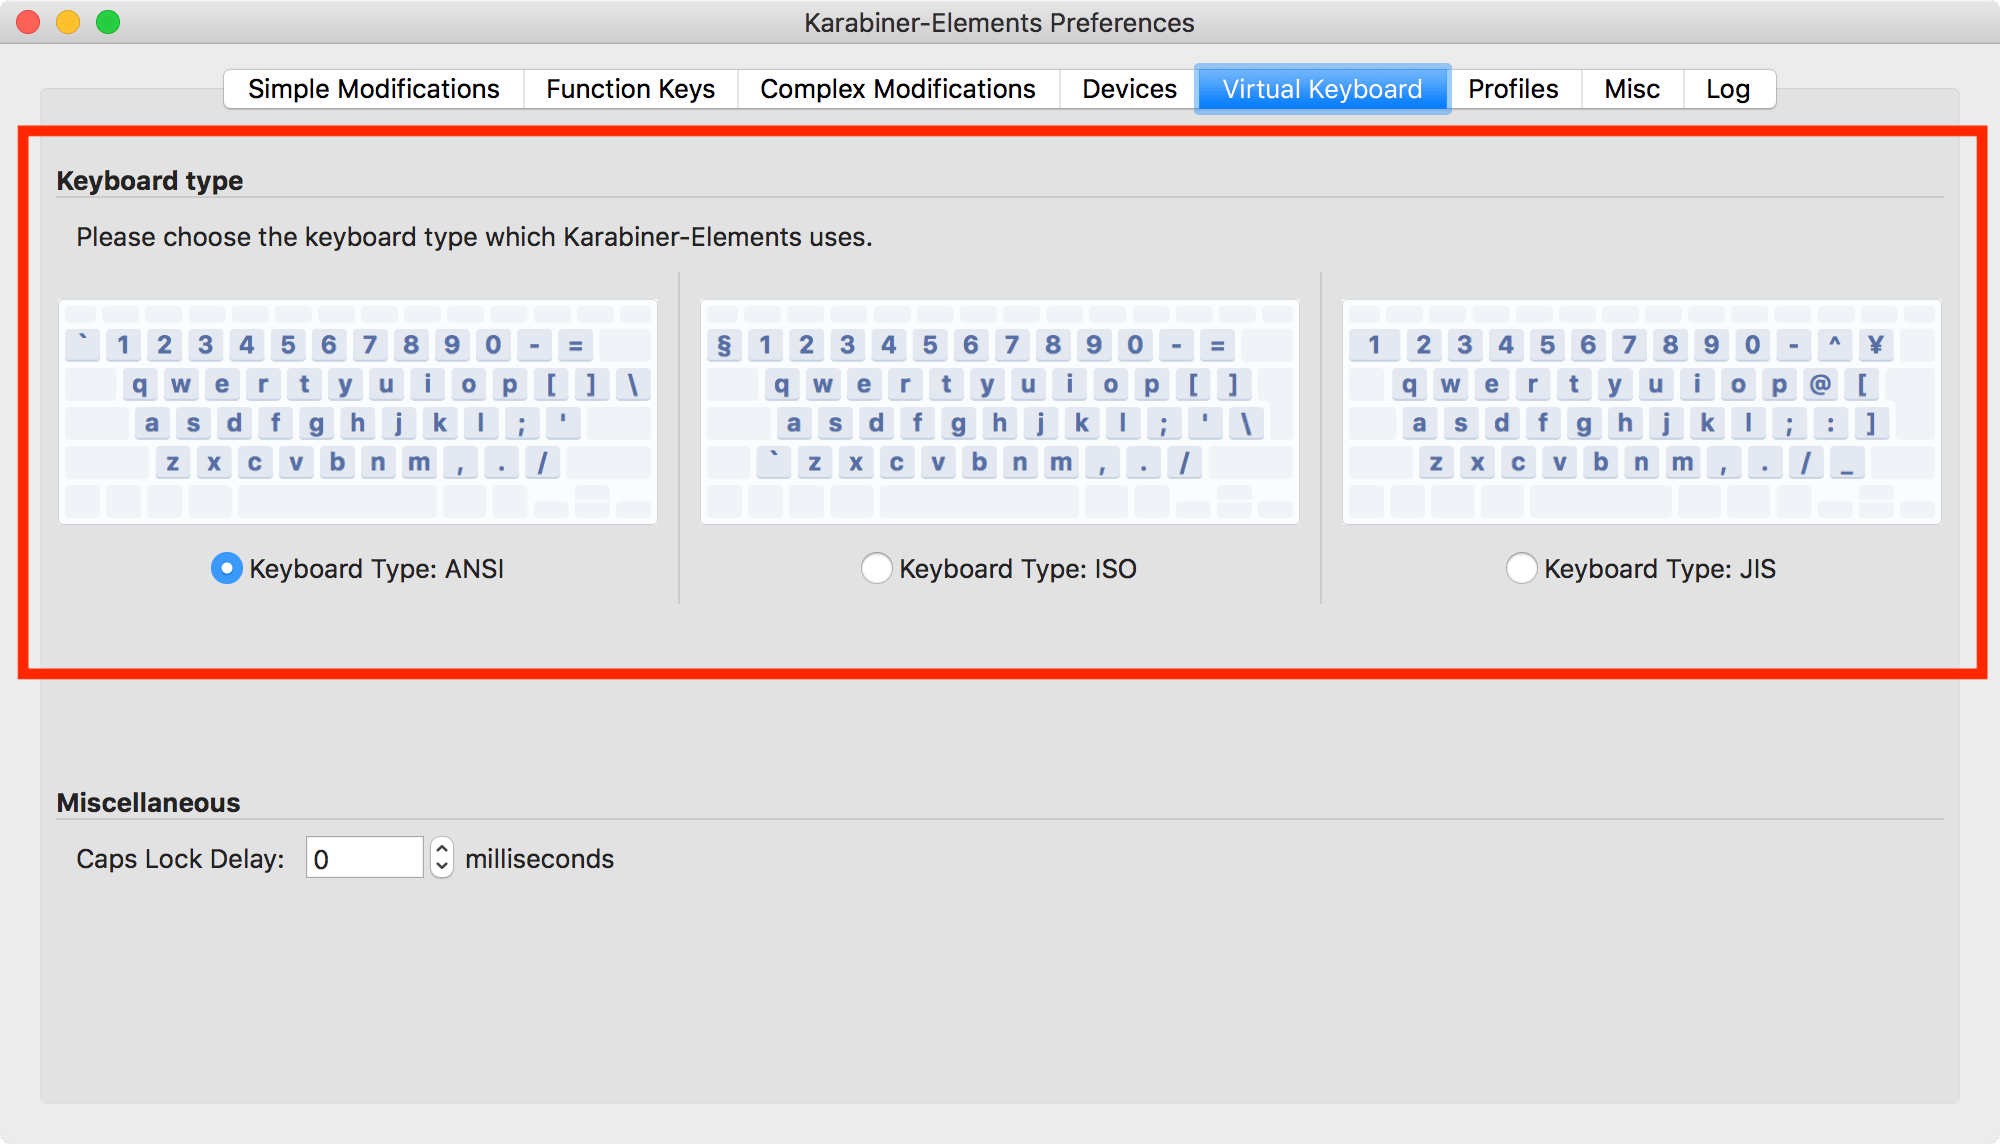 Karabiner-Elements Preferences
Simple Modifications Function Keys Complex Modifications Devices Virtual Keyboard Profiles Misc Log
Keyboard type
Please choose the keyboard type which Karabiner-Elements uses.
` 1 2 3 4 5 6 7 8 9 0 - =
q w e r t y u i o p [ ] \
a s d f g h j k l ; '
z x c v b n m , . /
Keyboard Type: ANSI
§ 1 2 3 4 5 6 7 8 9 0 - =
q w e r t y u i o p [ ]
a s d f g h j k l ; ' \
` z x c v b n m , . /
Keyboard Type: ISO
1 2 3 4 5 6 7 8 9 0 - ^ ¥
q w e r t y u i o p @ [
a s d f g h j k l ; : ]
z x c v b n m , . / _
Keyboard Type: JIS
Miscellaneous
Caps Lock Delay: 0 milliseconds